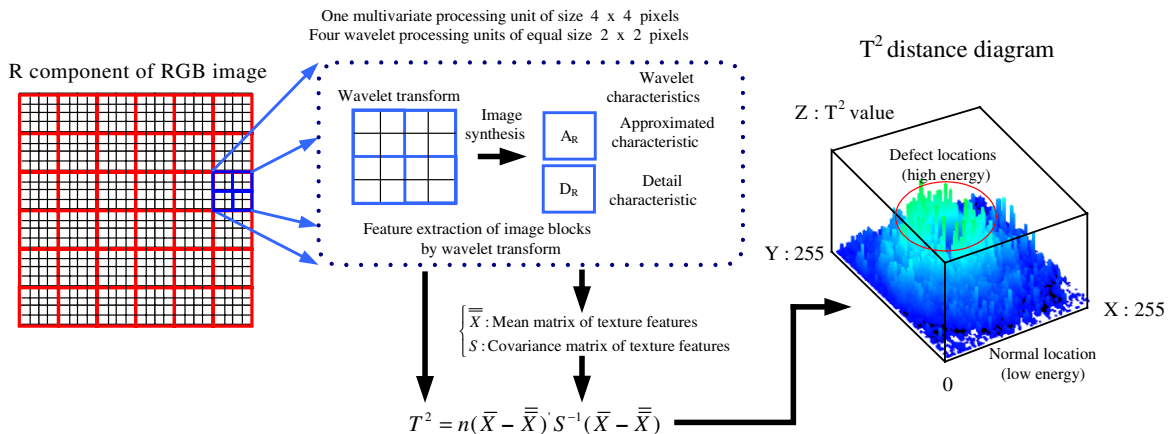 One multivariate processing unit of size 4 x 4 pixels
Four wavelet processing units of equal size 2 x 2 pixels
R component of RGB image
Wavelet transform
Image
synthesis
A_R
D_R
Wavelet
characteristics
Approximated
characteristic
Detail
characteristic
Feature extraction of image blocks
by wavelet transform
X̿ : Mean matrix of texture features
S : Covariance matrix of texture features
T² = n(X̅ − X̿)' S⁻¹ (X̅ − X̿)
T² distance diagram
Z : T² value
Defect locations
(high energy)
Y : 255
X : 255
Normal location
(low energy)
0